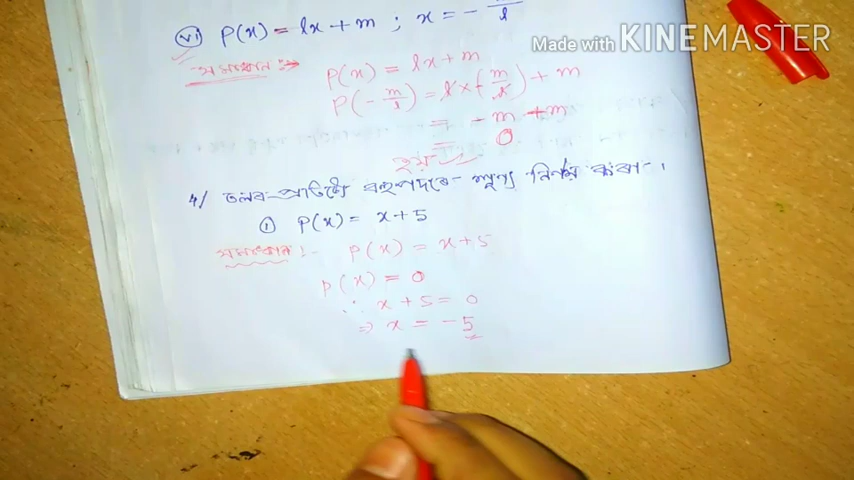 (vi) P(x) = lx + m ; x = - m/l
Made with KINEMASTER
সমাধান :→ P(x) = lx + m
P(- m/l) = l × (- m/l) + m
= - m + m
= 0
হয়
4/ তলৰ প্ৰতিটো বহুপদৰে শূন্য নিৰ্ণয় কৰা ।
(i) P(x) = x + 5
সমাধান :- P(x) = x + 5
P(x) = 0
∴ x + 5 = 0
⇒ x = - 5